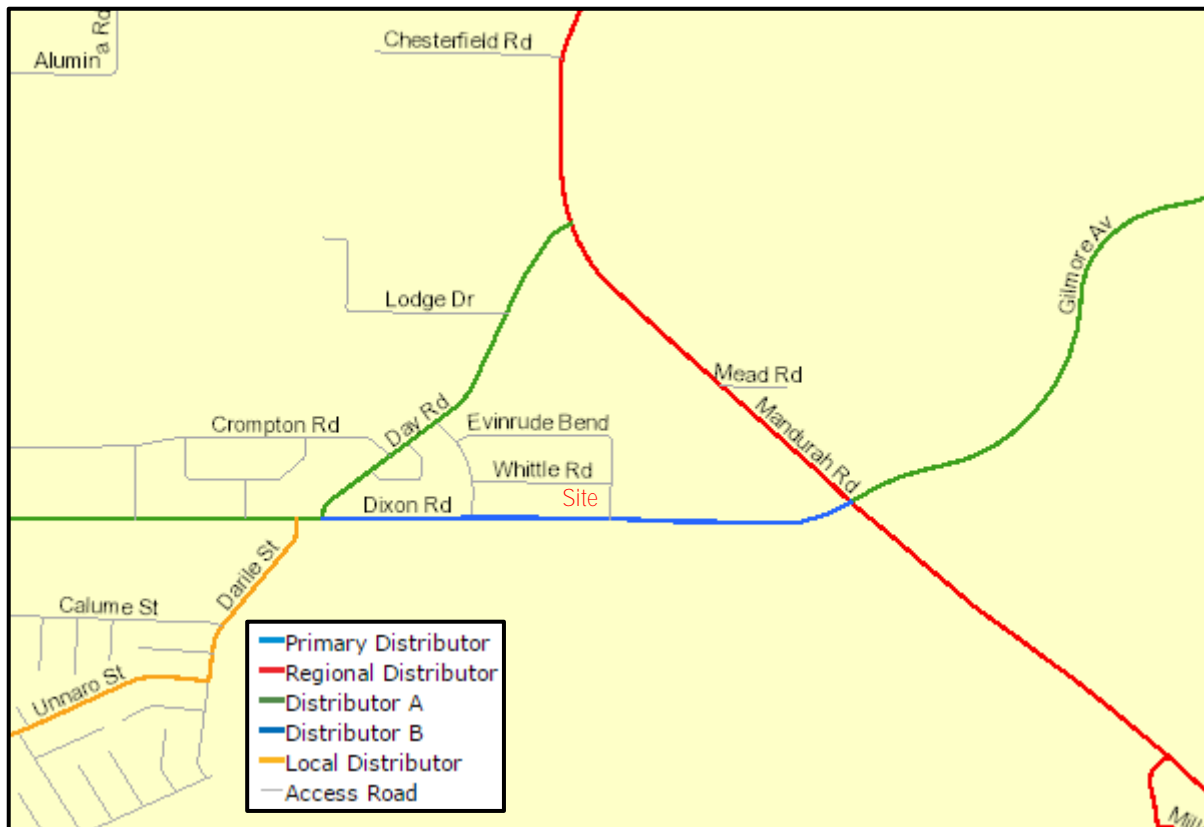 Chesterfield Rd
a Rd
Alumin
Gilmore Av
Lodge Dr
Mead Rd
Mandurah Rd
Day Rd
Crompton Rd
Evinrude Bend
Whittle Rd
Site
Dixon Rd
Darile St
Calume St
Unnaro St
Primary Distributor
Regional Distributor
Distributor A
Distributor B
Local Distributor
Access Road
Mill